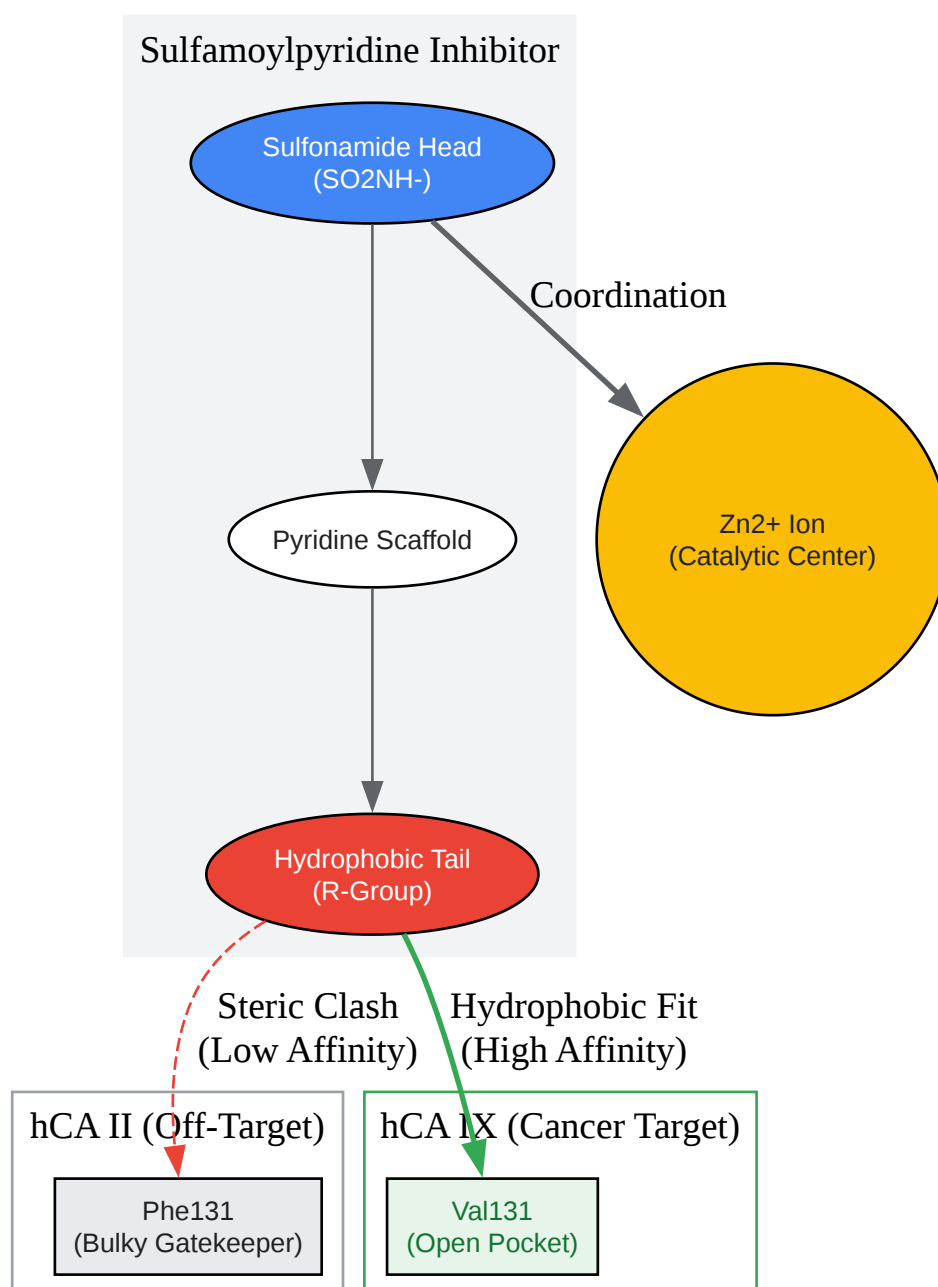 Sulfamoylpyridine Inhibitor
Sulfonamide Head
(SO2NH-)
Coordination
Pyridine Scaffold
Zn2+ Ion
(Catalytic Center)
Hydrophobic Tail
(R-Group)
Steric Clash
(Low Affinity)
Hydrophobic Fit
(High Affinity)
hCA II (Off-Target)
Phe131
(Bulky Gatekeeper)
hCA IX (Cancer Target)
Val131
(Open Pocket)